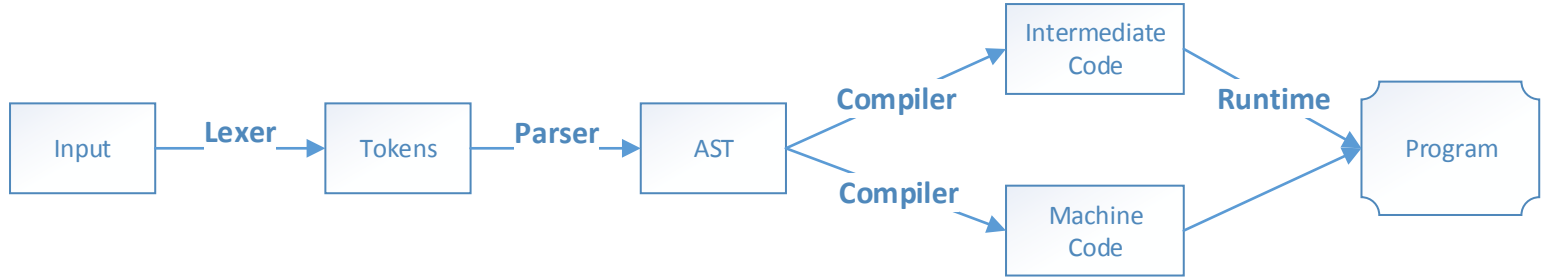 Input
Lexer
Tokens
Parser
AST
Compiler
Compiler
Intermediate
Code
Machine
Code
Runtime
Program